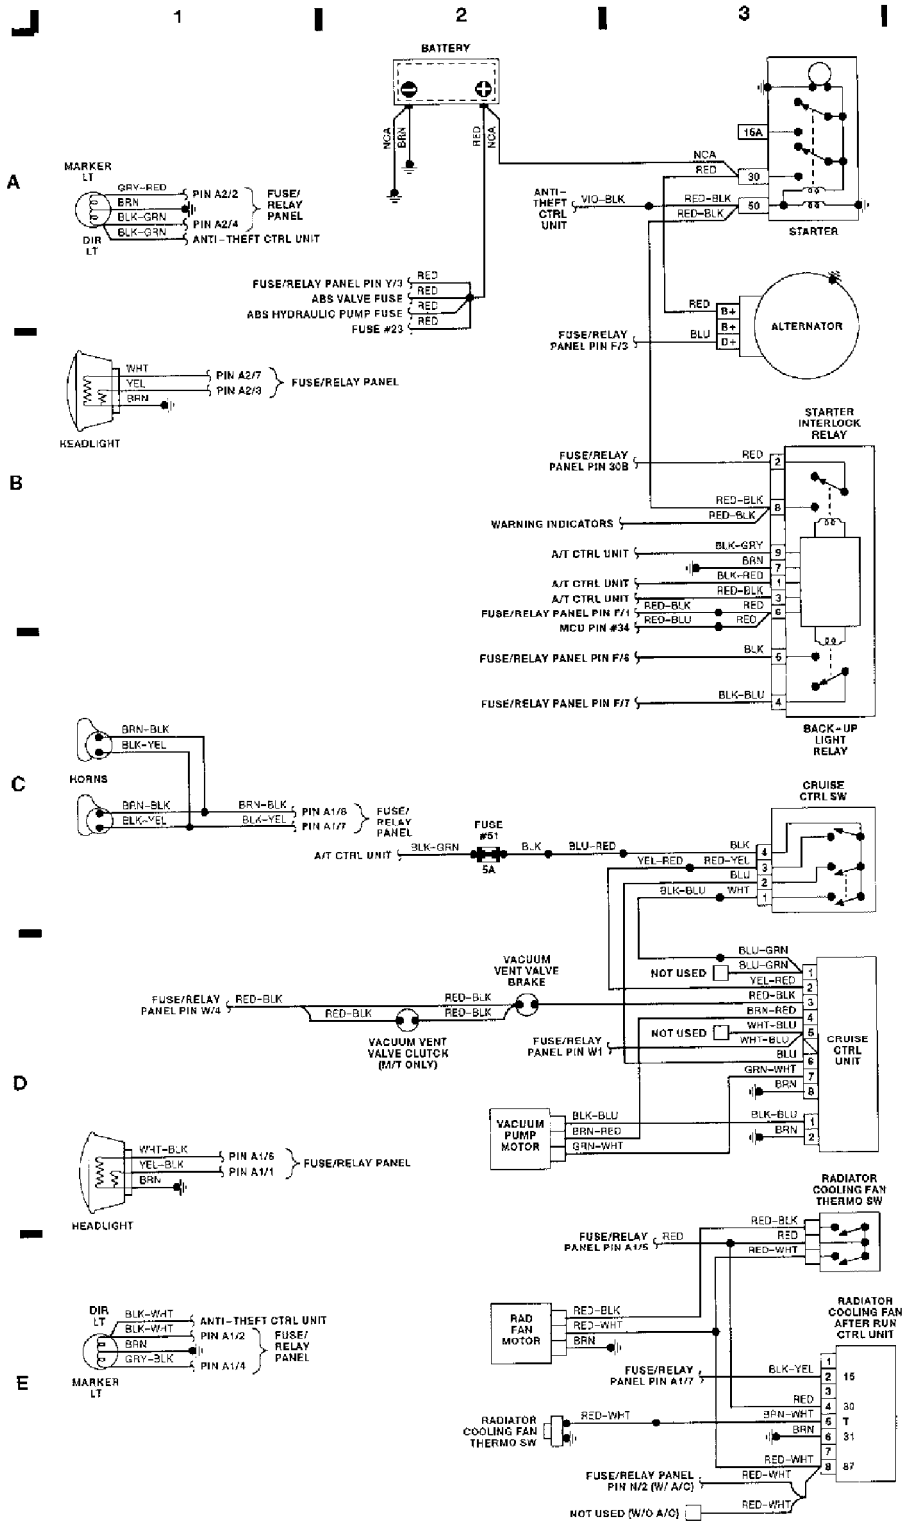 1 2 3
BATTERY
NCA
BRN
RED
NCA
15A
NCA
RED
30
ANTI-
THEFT
CTRL
UNIT
VIO-BLK
RED-BLK
RED-BLK
50
STARTER
A
MARKER
LT
GRY-RED
BRN
BLK-GRN
BLK-GRN
DIR
LT
PIN A2/2
PIN A2/4
FUSE/
RELAY
PANEL
ANTI-THEFT CTRL UNIT
FUSE/RELAY PANEL PIN Y/3
RED
ABS VALVE FUSE
RED
ABS HYDRAULIC PUMP FUSE
RED
FUSE #23
RED
RED
B+
B+
D+
BLU
FUSE/RELAY
PANEL PIN F/3
ALTERNATOR
WHT
YEL
BRN
PIN A2/7
PIN A2/3
FUSE/RELAY PANEL
HEADLIGHT
B
STARTER
INTERLOCK
RELAY
FUSE/RELAY
PANEL PIN 30B
RED
2
RED-BLK
RED-BLK
8
WARNING INDICATORS
A/T CTRL UNIT
BLK-GRY
9
BRN
7
A/T CTRL UNIT
BLK-RED
1
A/T CTRL UNIT
RED-BLK
3
FUSE/RELAY PANEL PIN F/1
RED-BLK
RED
6
MCU PIN #34
RED-BLU
RED
FUSE/RELAY PANEL PIN F/6
BLK
5
FUSE/RELAY PANEL PIN F/7
BLK-BLU
4
BACK-UP
LIGHT
RELAY
C
BRN-BLK
BLK-YEL
HORNS
BRN-BLK
BLK-YEL
BRN-BLK
BLK-YEL
PIN A1/8
PIN A1/7
FUSE/
RELAY
PANEL
CRUISE
CTRL SW
A/T CTRL UNIT
BLK-GRN
FUSE
#51
5A
BLK
BLU-RED
BLK
4
YEL-RED
RED-YEL
3
BLU
2
BLK-BLU
WHT
1
D
FUSE/RELAY
PANEL PIN W/4
RED-BLK
RED-BLK
VACUUM VENT
VALVE CLUTCH
(M/T ONLY)
RED-BLK
RED-BLK
VACUUM
VENT VALVE
BRAKE
BLU-GRN
BLU-GRN
NOT USED
1
YEL-RED
2
RED-BLK
3
BRN-RED
4
NOT USED
WHT-BLU
5
FUSE/RELAY
PANEL PIN W1
WHT-BLU
BLU
6
GRN-WHT
7
BRN
8
BLK-BLU
1
BRN
2
CRUISE
CTRL
UNIT
VACUUM
PUMP
MOTOR
BLK-BLU
BRN-RED
GRN-WHT
WHT-BLK
YEL-BLK
BRN
PIN A1/6
PIN A1/1
FUSE/RELAY PANEL
HEADLIGHT
RADIATOR
COOLING FAN
THERMO SW
RED-BLK
RED
RED-WHT
FUSE/RELAY
PANEL PIN A1/5
RED
E
DIR
LT
BLK-WHT
BLK-WHT
BRN
GRY-BLK
MARKER
LT
ANTI-THEFT CTRL UNIT
PIN A1/2
PIN A1/4
FUSE/
RELAY
PANEL
RAD
FAN
MOTOR
RED-BLK
RED-WHT
BRN
RADIATOR
COOLING FAN
AFTER RUN
CTRL UNIT
FUSE/RELAY
PANEL PIN A1/7
1
BLK-YEL
2
15
3
RED
4
30
BRN-WHT
5
T
BRN
6
31
7
RED-WHT
8
87
RADIATOR
COOLING FAN
THERMO SW
RED-WHT
FUSE/RELAY PANEL
PIN N/2 (W/ A/C)
RED-WHT
NOT USED (W/O A/C)
RED-WHT